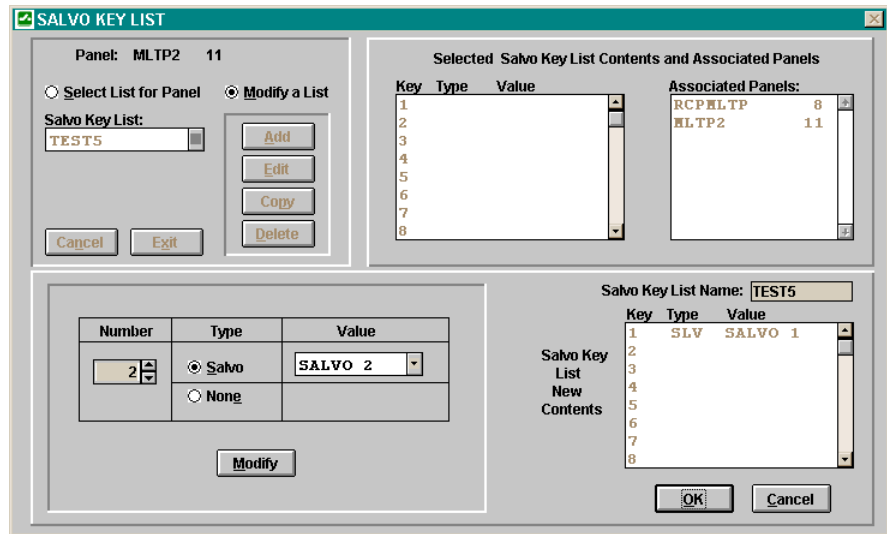 SALVO KEY LIST
Panel: MLTP2 11
Select List for Panel Modify a List
Salvo Key List:
TEST5
Add
Edit
Copy
Delete
Cancel Exit
Selected Salvo Key List Contents and Associated Panels
Key Type Value
1
2
3
4
5
6
7
8
Associated Panels:
RCPMLTP 8
MLTP2 11
Number Type Value
2 Salvo SALVO 2
None
Modify
Salvo Key List Name: TEST5
Salvo Key
List
New
Contents
Key Type Value
1 SLV SALVO 1
2
3
4
5
6
7
8
OK Cancel